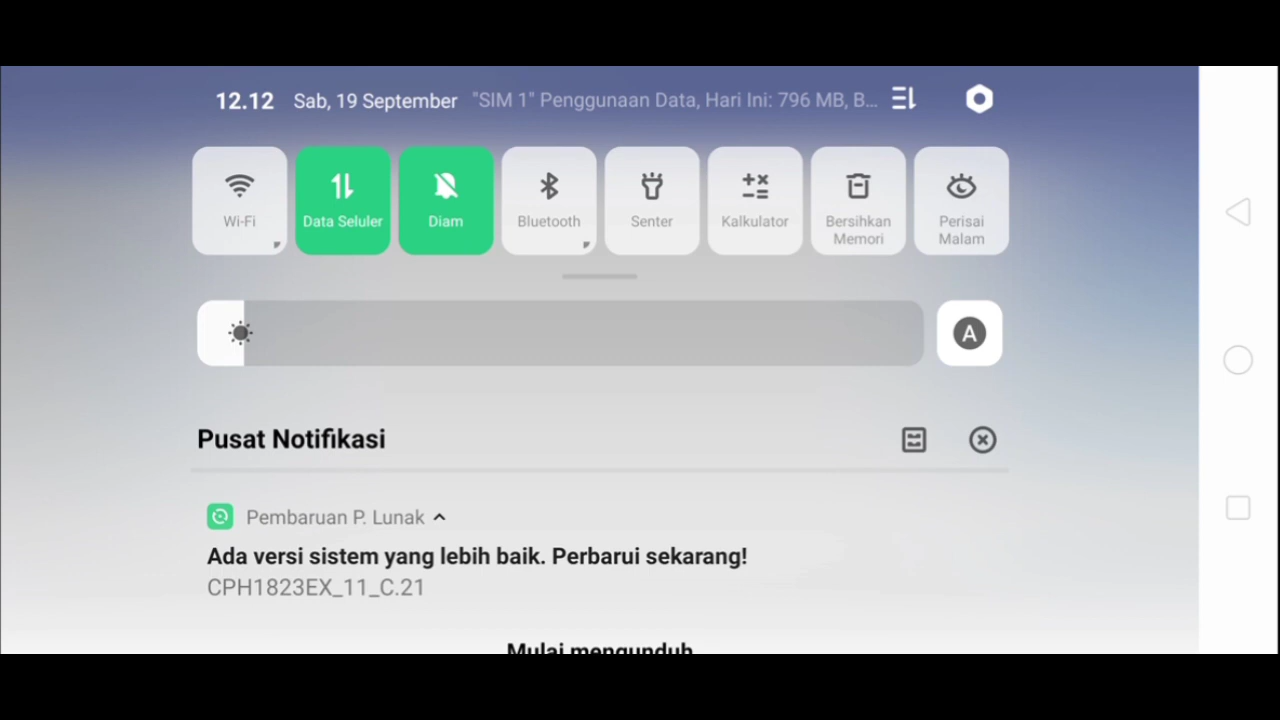 12.12 Sab, 19 September "SIM 1" Penggunaan Data, Hari Ini: 796 MB, B...
Wi-Fi
Data Seluler
Diam
Bluetooth
Senter
Kalkulator
Bersihkan
Memori
Perisai
Malam
A
Pusat Notifikasi
Pembaruan P. Lunak
Ada versi sistem yang lebih baik. Perbarui sekarang!
CPH1823EX_11_C.21
Mulai mengunduh